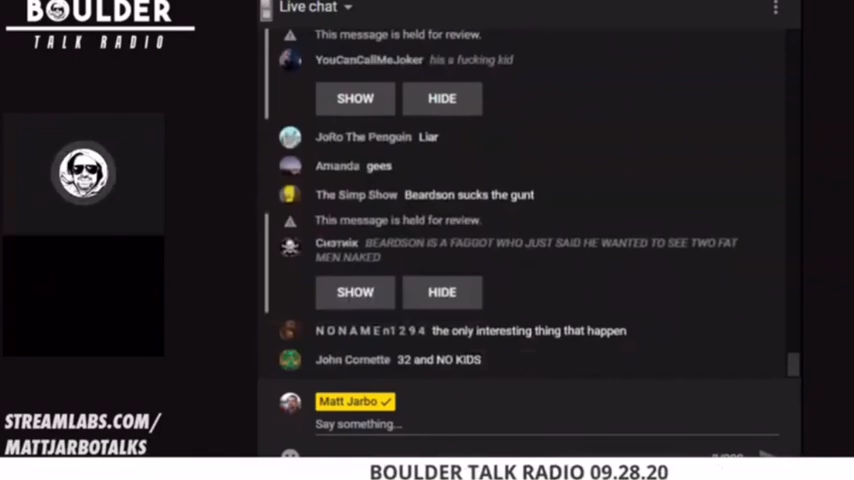 BOULDER
TALK RADIO
Live chat
This message is held for review.
YouCanCallMeJoker his a fucking kid
SHOW HIDE
JoRo The Penguin Liar
Amanda gees
The Simp Show Beardson sucks the gunt
This message is held for review.
Снэтнік BEARDSON IS A FAGGOT WHO JUST SAID HE WANTED TO SEE TWO FAT
MEN NAKED
SHOW HIDE
N O N A M E n1 2 9 4 the only interesting thing that happen
John Cornette 32 and NO KIDS
Matt Jarbo
Say something...
STREAMLABS.COM/
MATTJARBOTALKS
BOULDER TALK RADIO 09.28.20